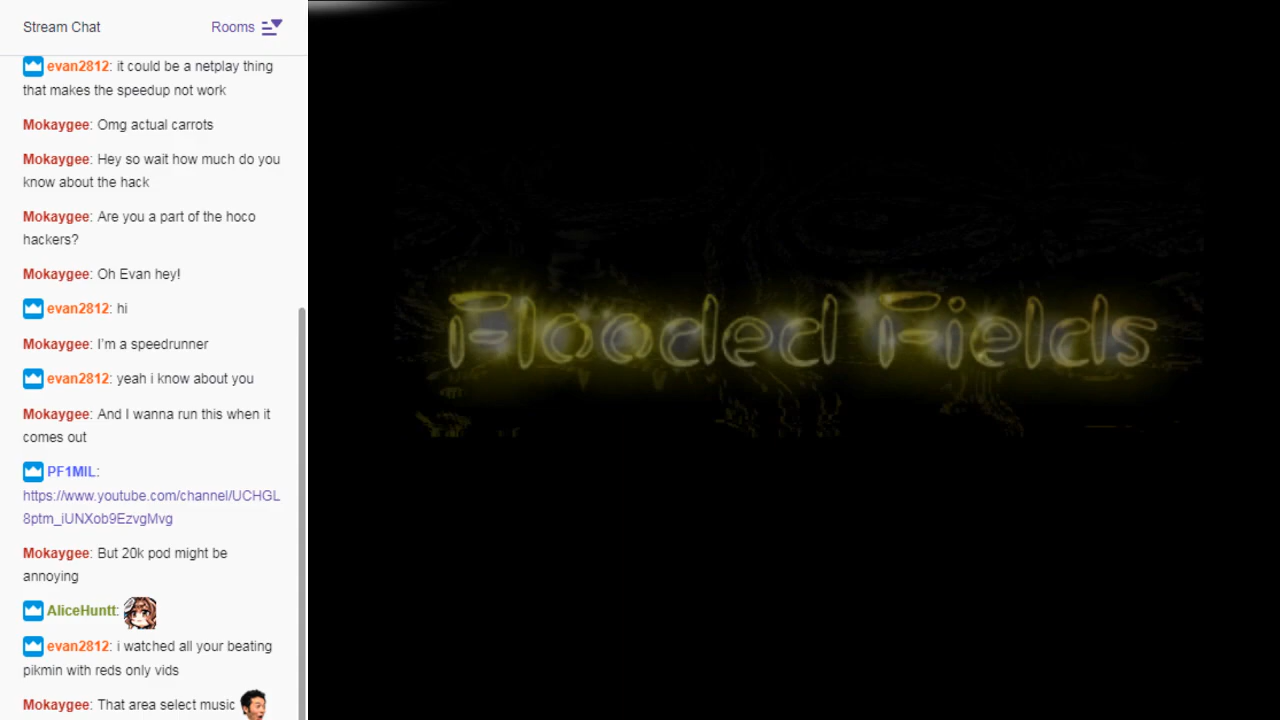 Stream Chat
Rooms
evan2812: it could be a netplay thing
that makes the speedup not work
Mokaygee: Omg actual carrots
Mokaygee: Hey so wait how much do you
know about the hack
Mokaygee: Are you a part of the hoco
hackers?
Mokaygee: Oh Evan hey!
evan2812: hi
Mokaygee: I'm a speedrunner
evan2812: yeah i know about you
Mokaygee: And I wanna run this when it
comes out
PF1MIL:
https://www.youtube.com/channel/UCHGL
8ptm_iUNXob9EzvgMvg
Mokaygee: But 20k pod might be
annoying
AliceHuntt:
evan2812: i watched all your beating
pikmin with reds only vids
Mokaygee: That area select music
Flooded Fields